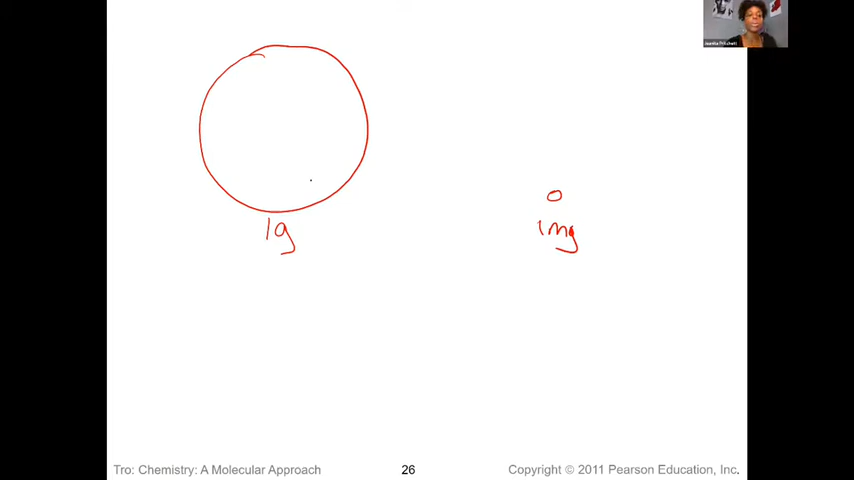 1g
1mg
Tro: Chemistry: A Molecular Approach
26
Copyright © 2011 Pearson Education, Inc.